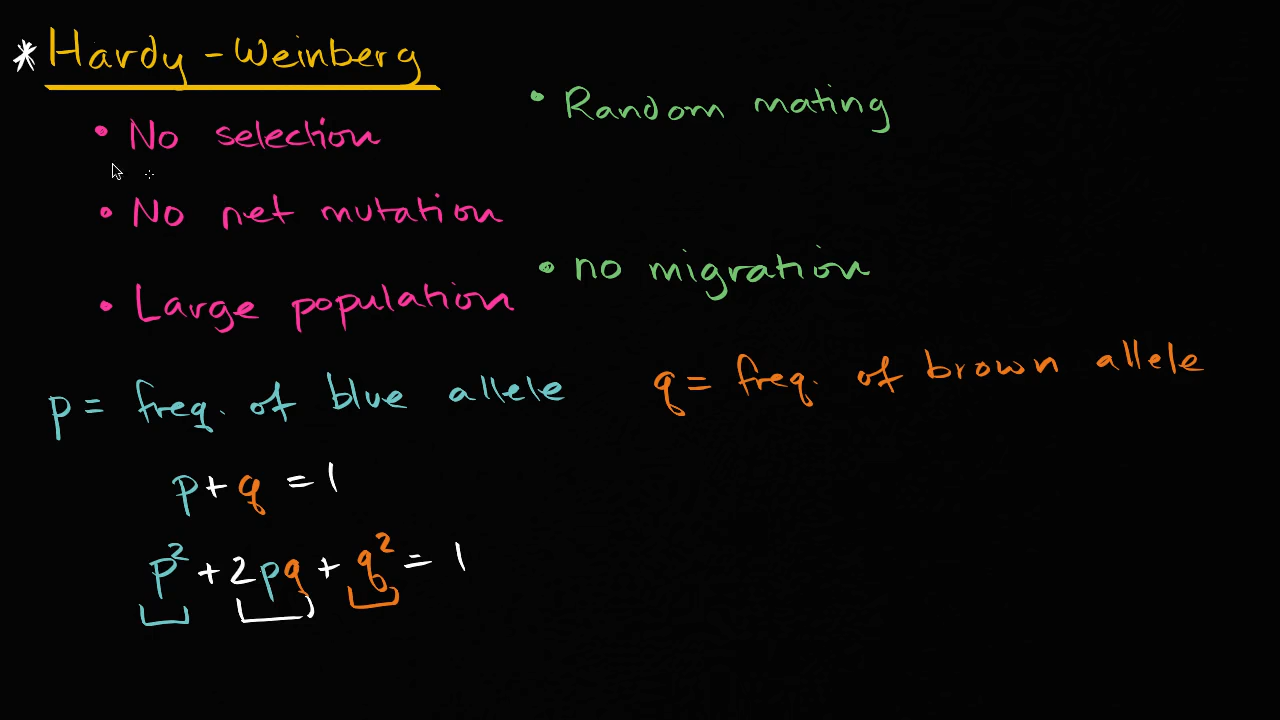 * Hardy-Weinberg
• No selection
• Random mating
• No net mutation
• no migration
• Large population
p = freq. of blue allele
q = freq. of brown allele
p + q = 1
p² + 2pq + q² = 1